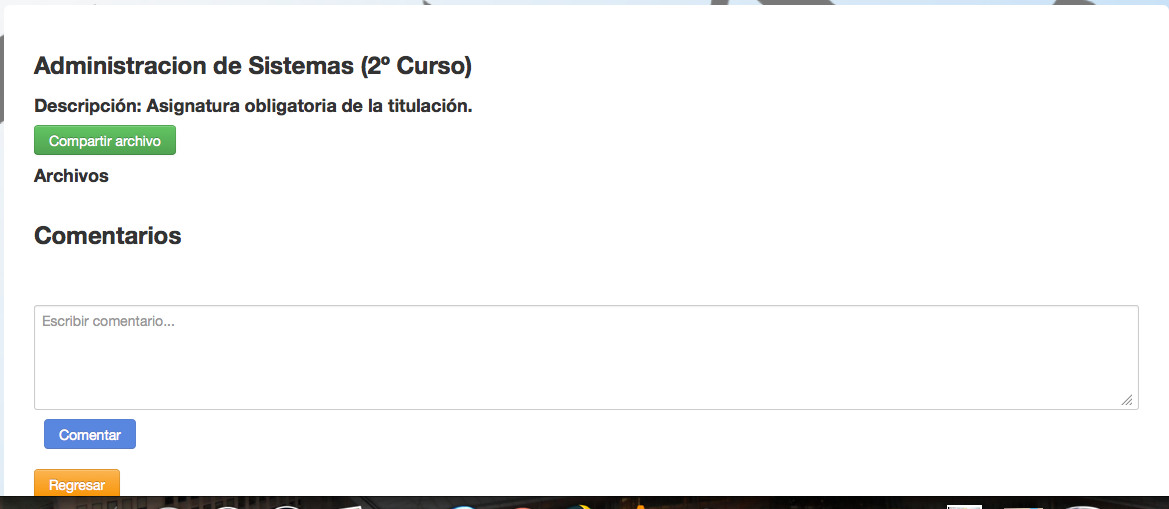 Administracion de Sistemas (2º Curso)
Descripción: Asignatura obligatoria de la titulación.
Compartir archivo
Archivos
Comentarios
Escribir comentario...
Comentar
Regresar